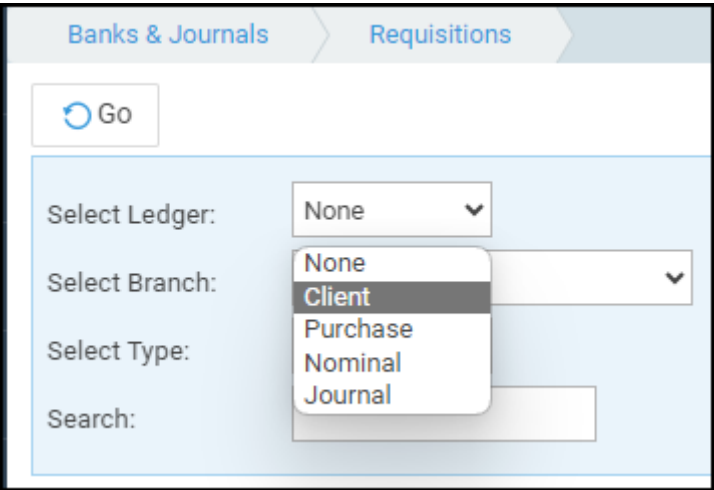 Banks & Journals Requisitions
Go
Select Ledger: None
None
Select Branch:
Client
Purchase
Select Type:
Nominal
Journal
Search: